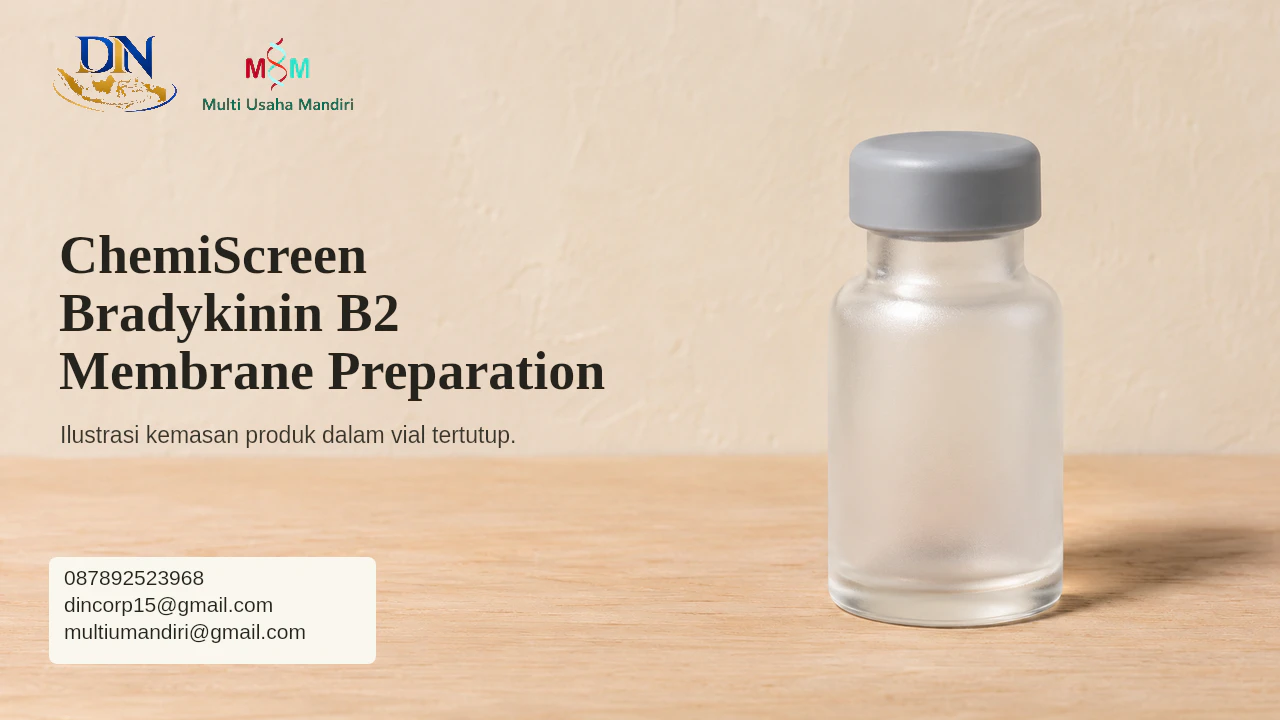 DIN
MSM
Multi Usaha Mandiri
ChemiScreen
Bradykinin B2
Membrane Preparation
Ilustrasi kemasan produk dalam vial tertutup.
087892523968
dincorp15@gmail.com
multiumandiri@gmail.com